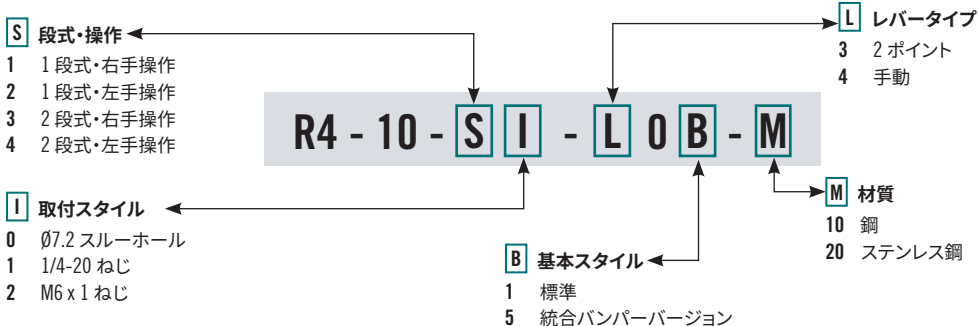 S 段式・操作
1 1 段式・右手操作
2 1 段式・左手操作
3 2 段式・右手操作
4 2 段式・左手操作
L レバータイプ
3 2 ポイント
4 手動
R4 - 10 - S I - L 0 B - M
I 取付スタイル
0 Ø7.2 スルーホール
1 1/4-20 ねじ
2 M6 x 1 ねじ
B 基本スタイル
1 標準
5 統合バンパーバージョン
M 材質
10 鋼
20 ステンレス鋼